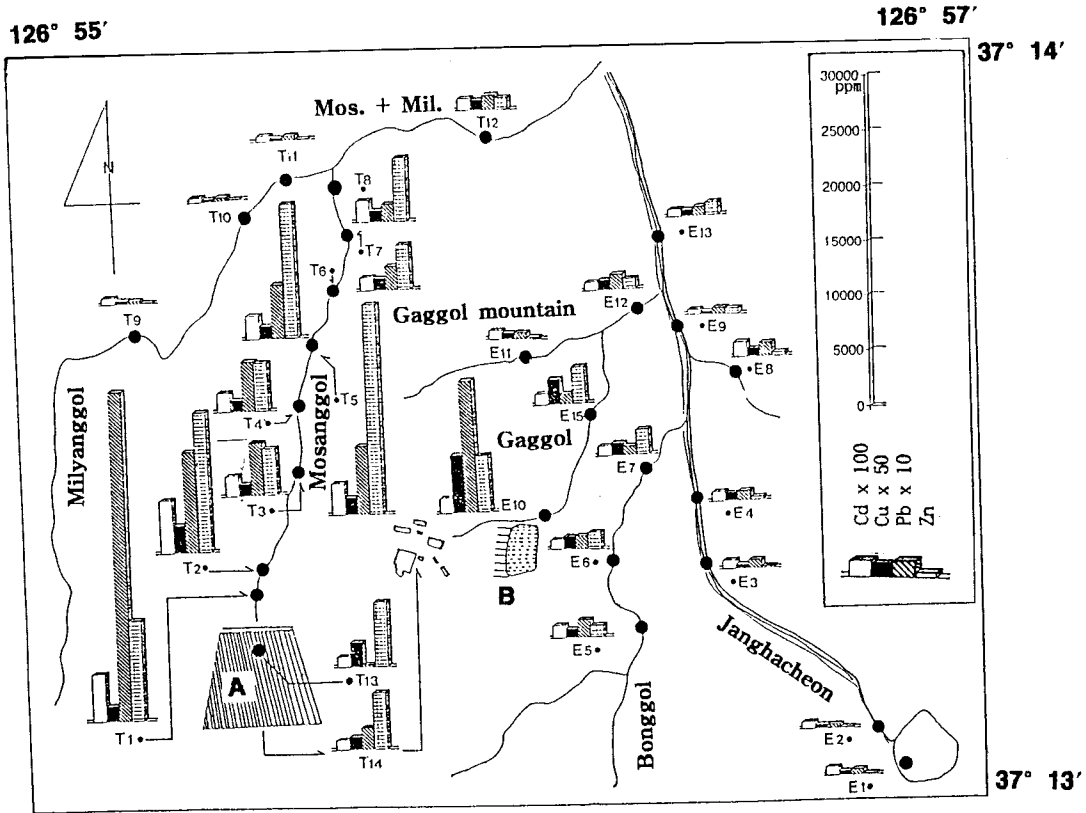 126° 55′
126° 57′
37° 14′
30000
ppm
25000
20000
15000
10000
5000
0
Cd x 100
Cu x 50
Pb x 10
Zn
N
Mos. + Mil.
T12
T11
T10
T9
T8
T7
T6
T5
T4
T3
T2
T1
T13
T14
Milyanggol
Mosanggol
Gaggol mountain
Gaggol
Bonggol
Janghacheon
A
B
E13
E12
E11
E9
E8
E15
E7
E10
E6
E5
E4
E3
E2
E1
37° 13′